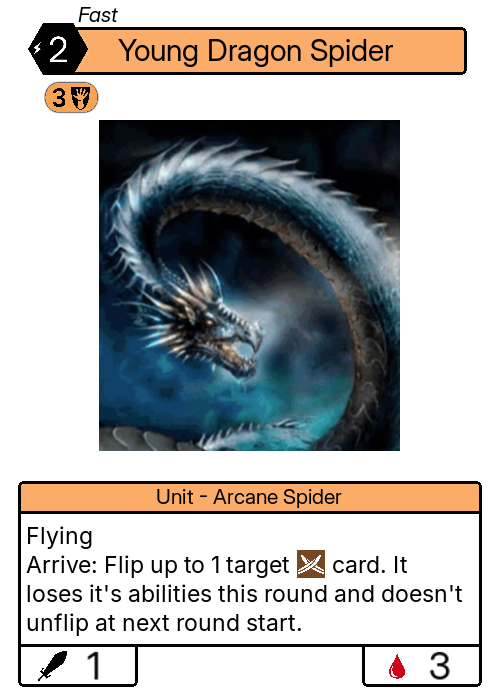 Fast
2 Young Dragon Spider
3
Unit - Arcane Spider
Flying
Arrive: Flip up to 1 target card. It
loses it's abilities this round and doesn't
unflip at next round start.
1 3